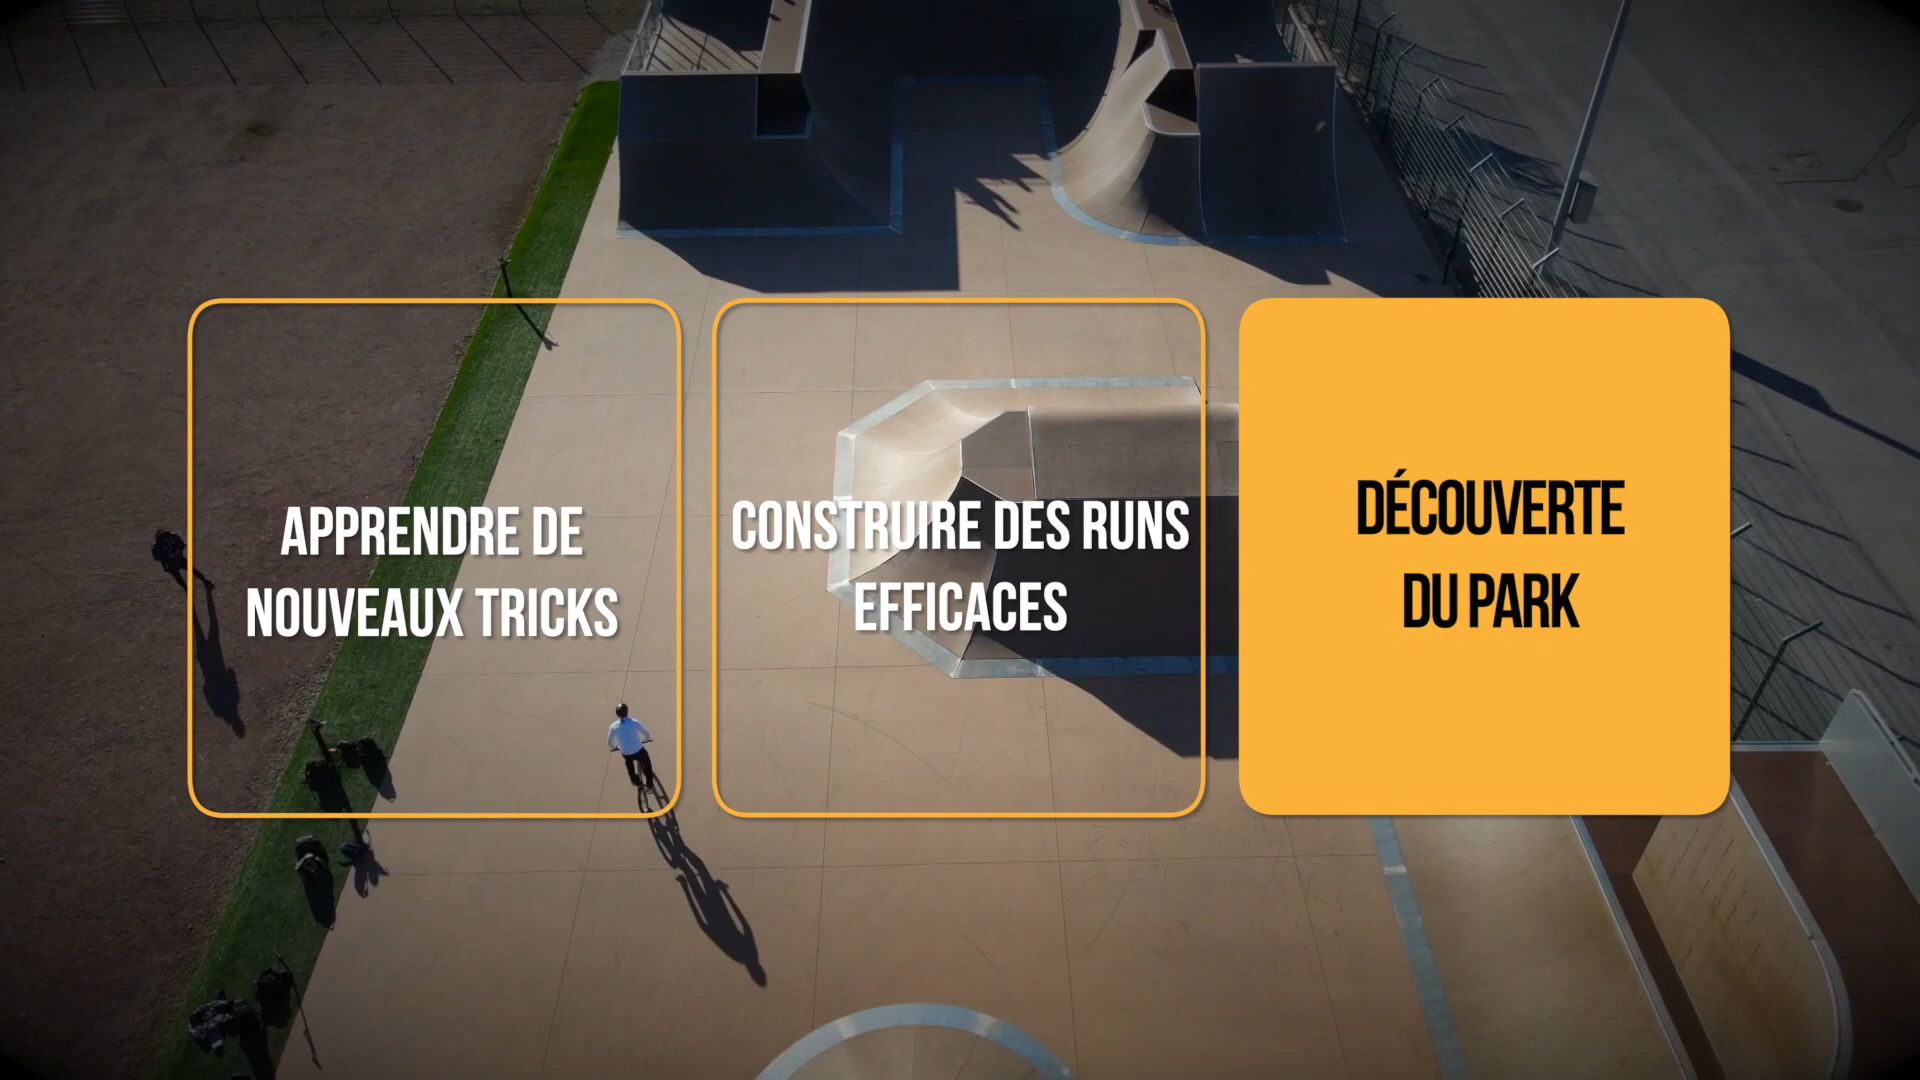 APPRENDRE DE
NOUVEAUX TRICKS
CONSTRUIRE DES RUNS
EFFICACES
DÉCOUVERTE
DU PARK